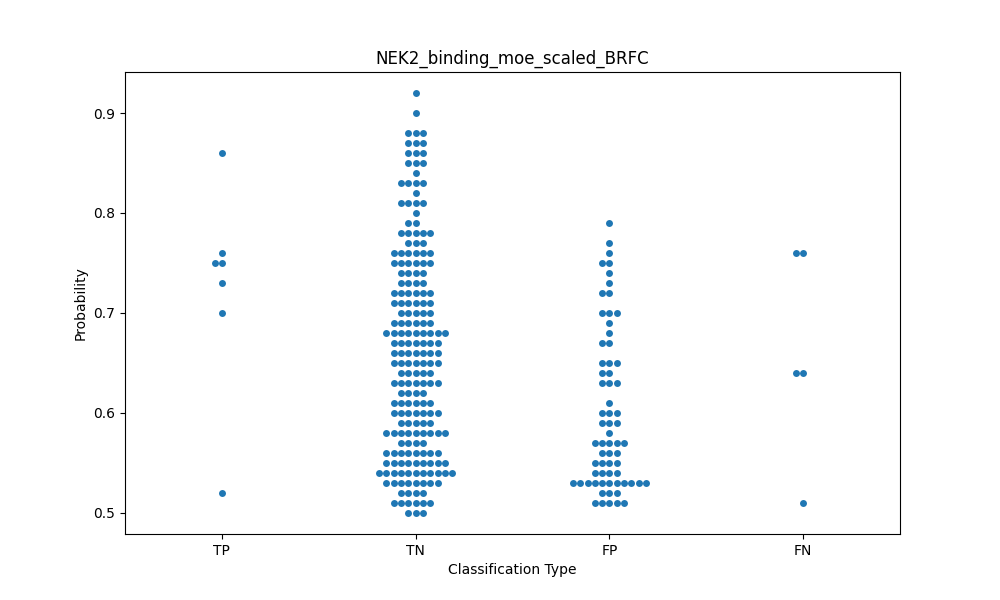 NEK2_binding_moe_scaled_BRFC
0.9
0.8
0.7
0.6
0.5
Probability
TP TN FP FN
Classification Type